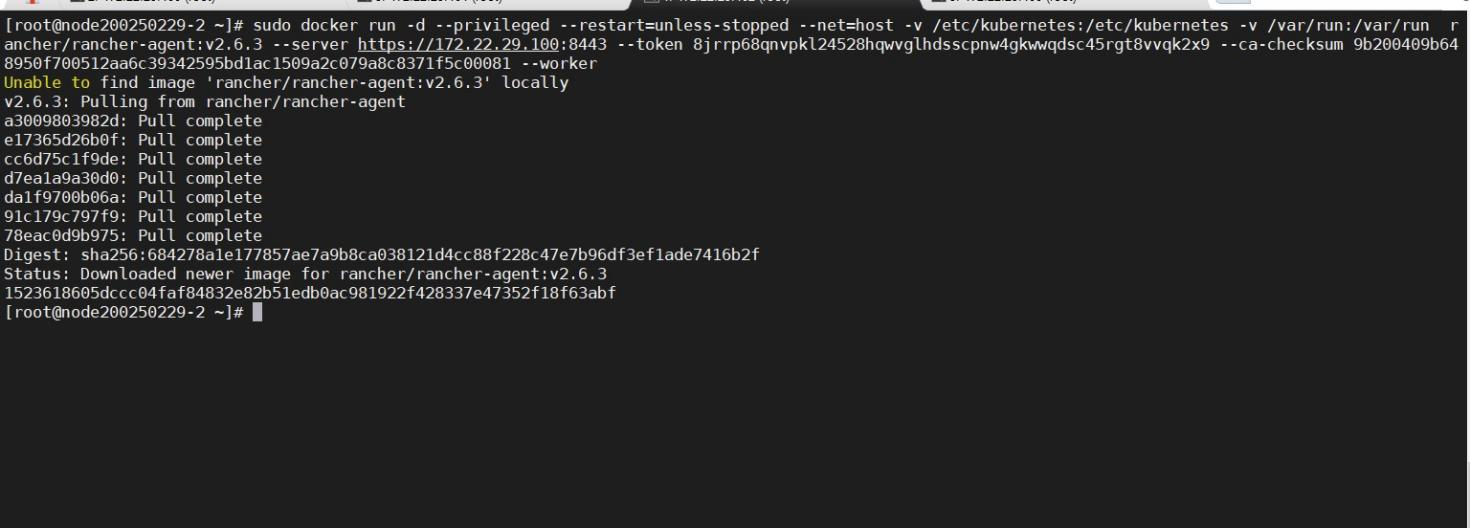 [root@node200250229-2 ~]# sudo docker run -d --privileged --restart=unless-stopped --net=host -v /etc/kubernetes:/etc/kubernetes -v /var/run:/var/run  r
ancher/rancher-agent:v2.6.3 --server https://172.22.29.100:8443 --token 8jrrp68qnvpkl24528hqwvglhdsscpnw4gkwwqdsc45rgt8vvqk2x9 --ca-checksum 9b200409b64
8950f700512aa6c39342595bd1ac1509a2c079a8c8371f5c00081 --worker
Unable to find image 'rancher/rancher-agent:v2.6.3' locally
v2.6.3: Pulling from rancher/rancher-agent
a3009803982d: Pull complete
e17365d26b0f: Pull complete
cc6d75c1f9de: Pull complete
d7ea1a9a30d0: Pull complete
da1f9700b06a: Pull complete
91c179c797f9: Pull complete
78eac0d9b975: Pull complete
Digest: sha256:684278a1e177857ae7a9b8ca038121d4cc88f228c47e7b96df3ef1ade7416b2f
Status: Downloaded newer image for rancher/rancher-agent:v2.6.3
1523618605dccc04faf84832e82b51edb0ac981922f428337e47352f18f63abf
[root@node200250229-2 ~]#